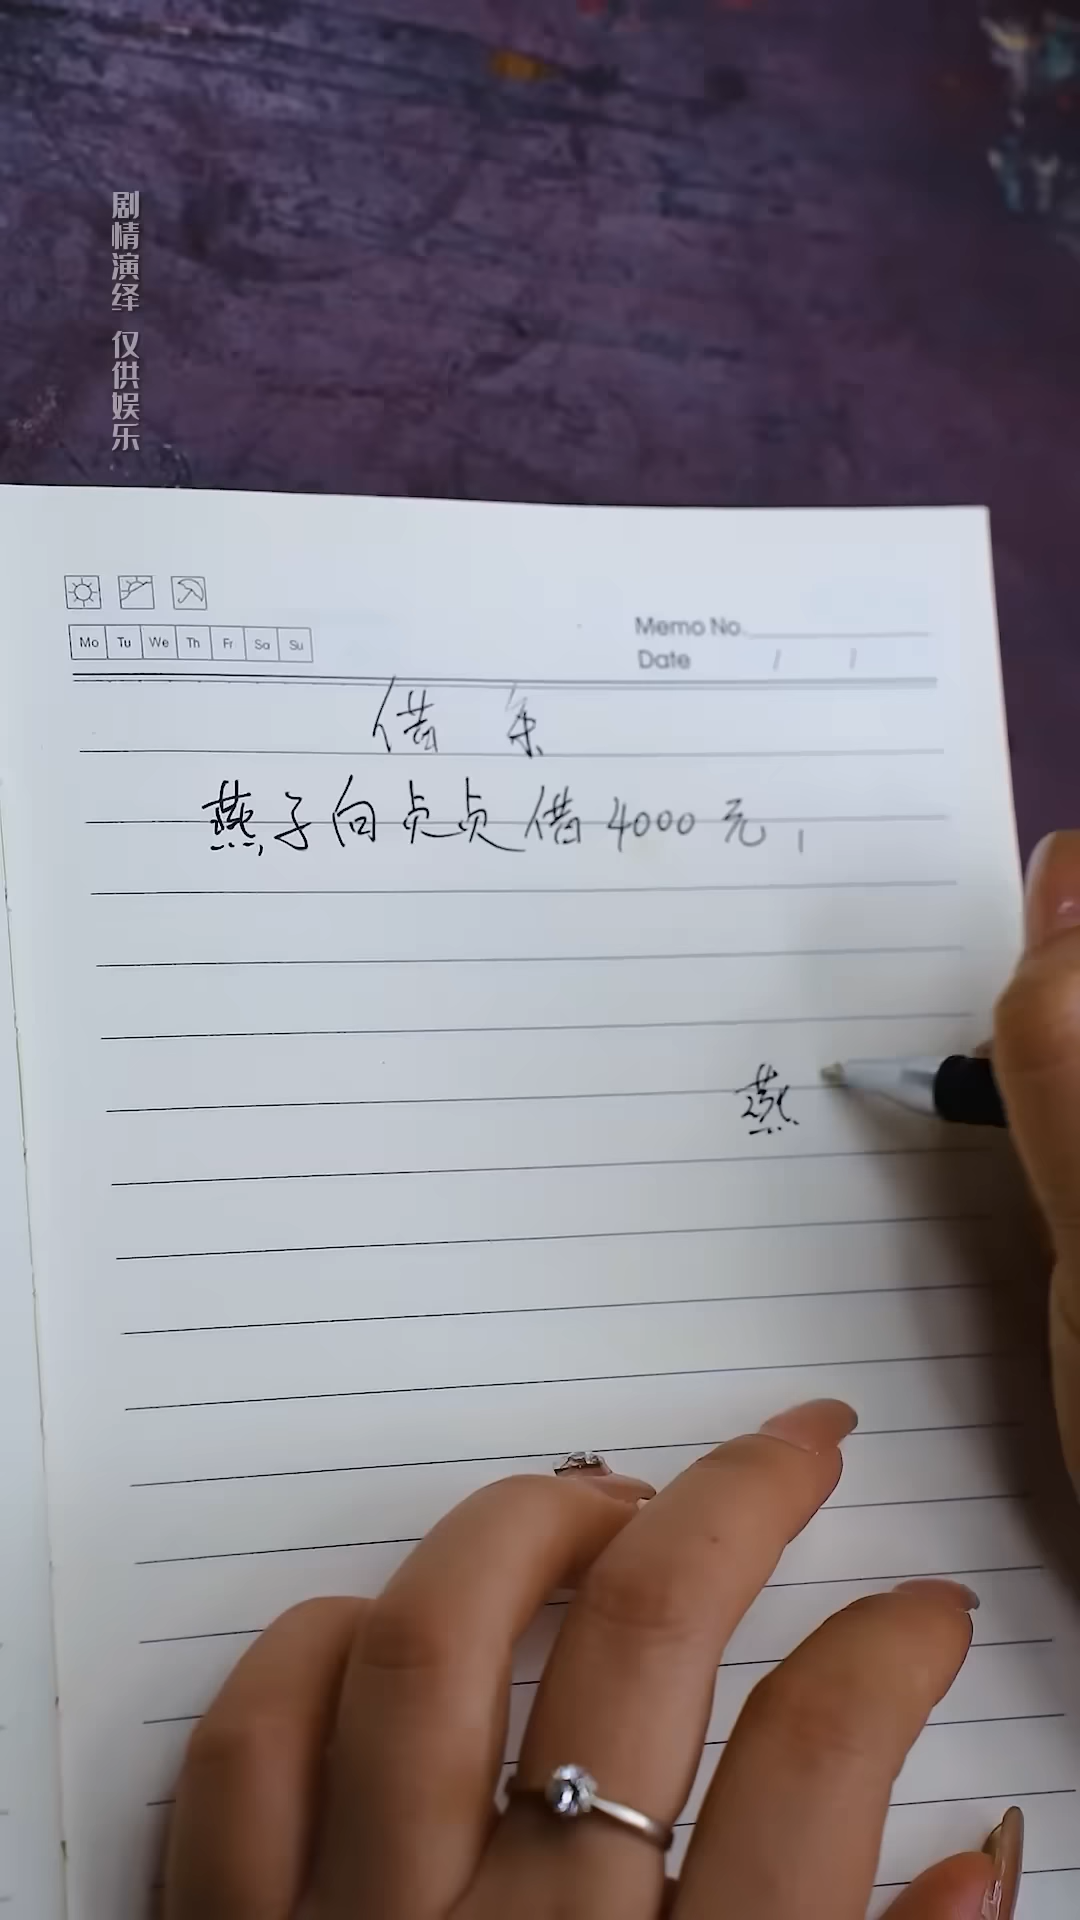 剧情演绎 仅供娱乐
Mo Tu We Th Fr Sa Su
Memo No.
Date / /
借条
燕子向贞贞借4000元,
燕